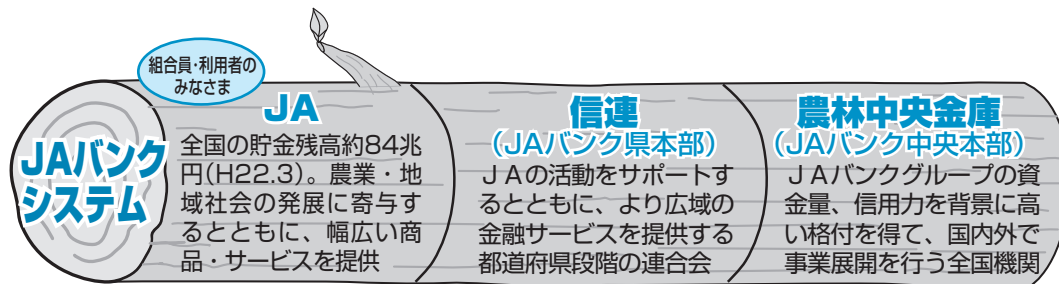 組合員・利用者の
みなさま
JAバンク
システム
JA
全国の貯金残高約84兆
円(H22.3)。農業・地
域社会の発展に寄与す
るとともに、幅広い商
品・サービスを提供
信連
(JAバンク県本部)
ＪＡの活動をサポートす
るとともに、より広域の
金融サービスを提供する
都道府県段階の連合会
農林中央金庫
(JAバンク中央本部)
ＪＡバンクグループの資
金量、信用力を背景に高
い格付を得て、国内外で
事業展開を行う全国機関